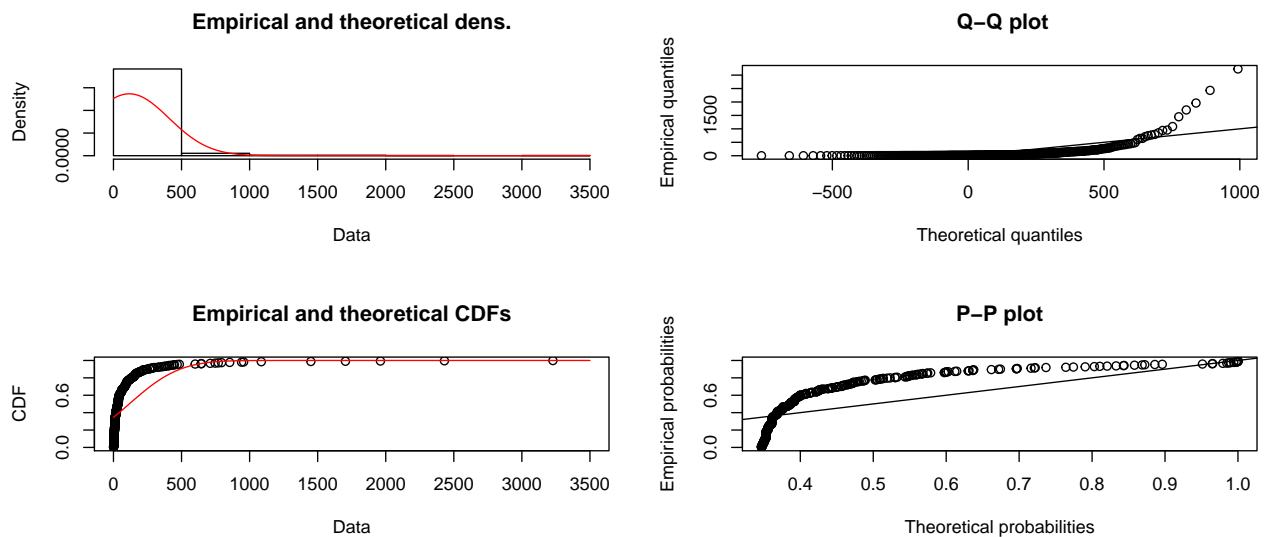 Empirical and theoretical dens.
Density
0.0000
0 500 1000 1500 2000 2500 3000 3500
Data
Q−Q plot
Empirical quantiles
0 1500
−500 0 500 1000
Theoretical quantiles
Empirical and theoretical CDFs
CDF
0.0 0.6
0 500 1000 1500 2000 2500 3000 3500
Data
P−P plot
Empirical probabilities
0.0 0.6
0.4 0.5 0.6 0.7 0.8 0.9 1.0
Theoretical probabilities